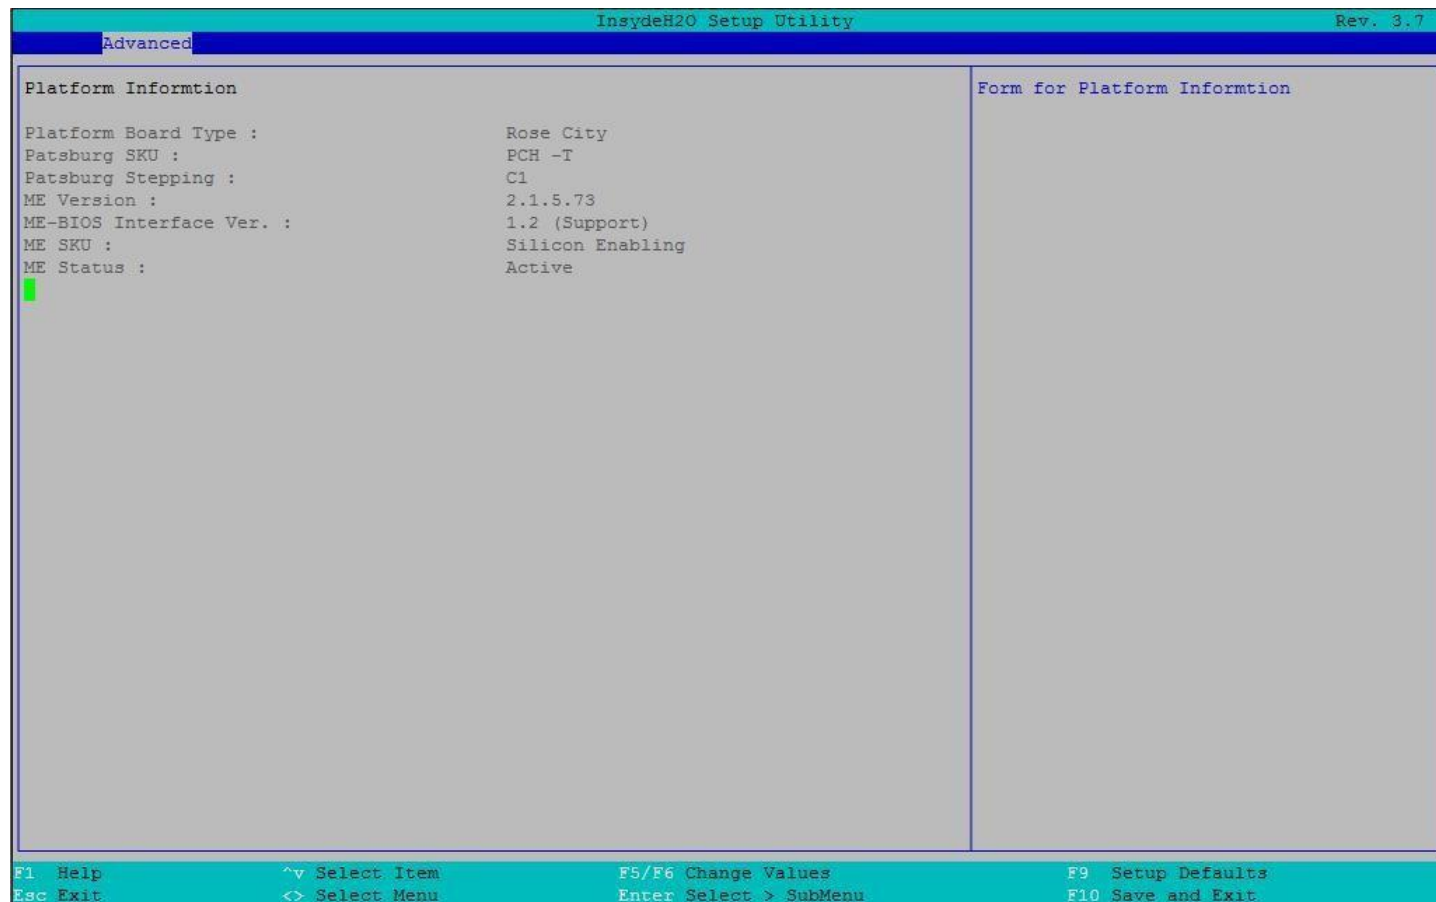 InsydeH20 Setup Utility Rev. 3.7
Advanced
Platform Informtion
Form for Platform Informtion
Platform Board Type : Rose City
Patsburg SKU : PCH -T
Patsburg Stepping : C1
ME Version : 2.1.5.73
ME-BIOS Interface Ver. : 1.2 (Support)
ME SKU : Silicon Enabling
ME Status : Active
F1 Help ^v Select Item F5/F6 Change Values F9 Setup Defaults
Esc Exit <> Select Menu Enter Select > SubMenu F10 Save and Exit